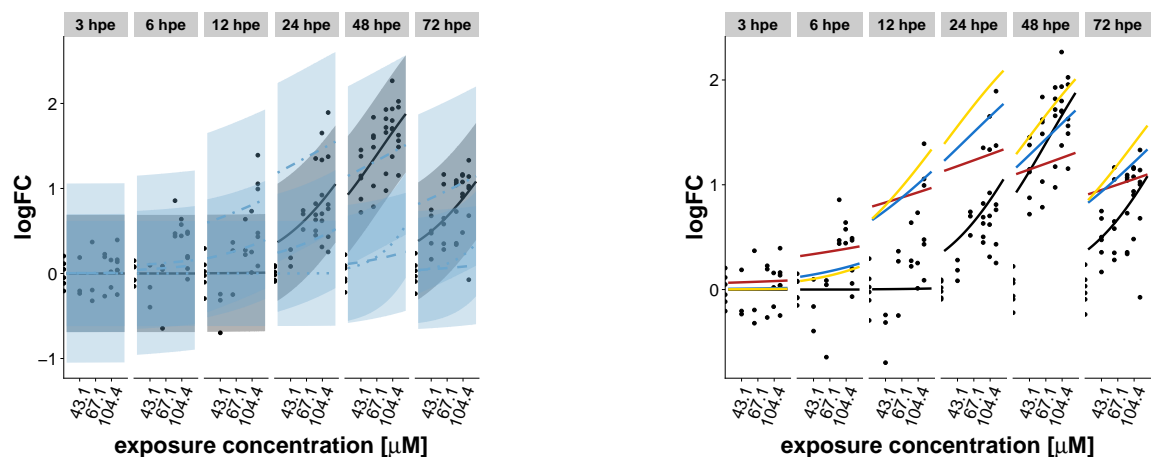 3 hpe 6 hpe 12 hpe 24 hpe 48 hpe 72 hpe
logFC
2
1
0
−1
43.1 67.1 104.4 43.1 67.1 104.4 43.1 67.1 104.4 43.1 67.1 104.4 43.1 67.1 104.4 43.1 67.1 104.4
exposure concentration [μM]
3 hpe 6 hpe 12 hpe 24 hpe 48 hpe 72 hpe
logFC
2
1
0
43.1 67.1 104.4 43.1 67.1 104.4 43.1 67.1 104.4 43.1 67.1 104.4 43.1 67.1 104.4 43.1 67.1 104.4
exposure concentration [μM]